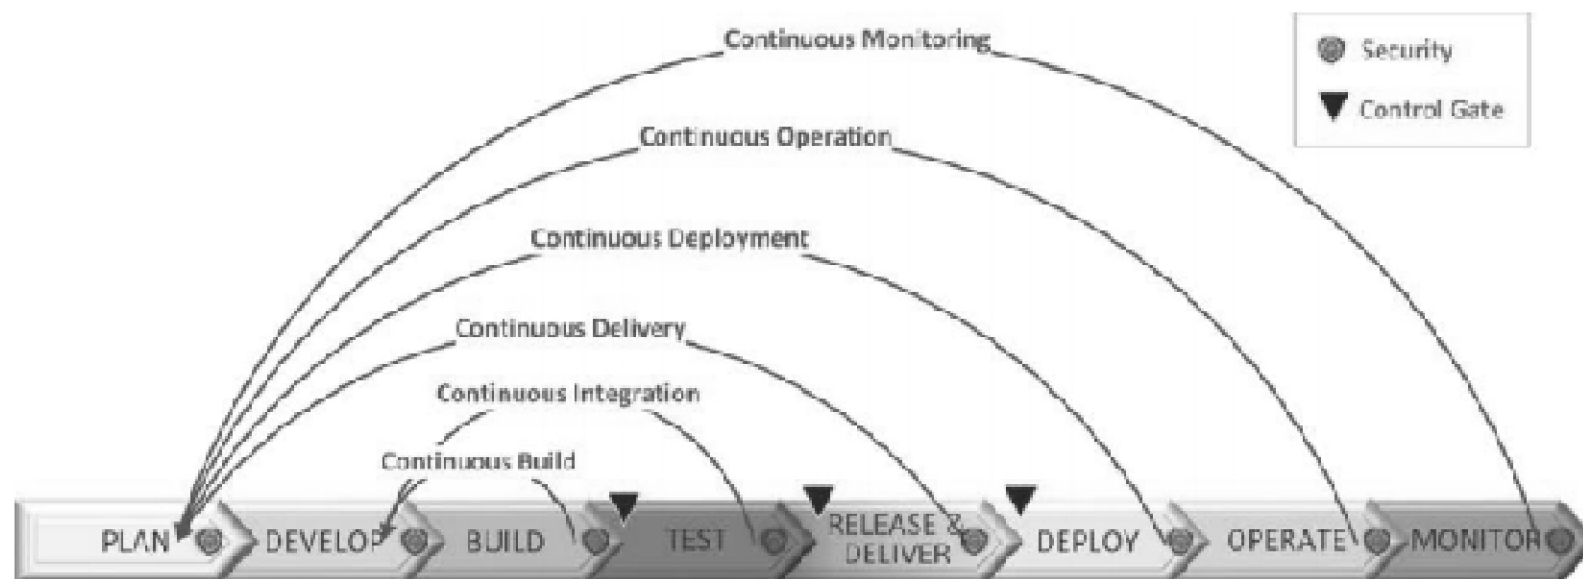 Continuous Monitoring
Security
Control Gate
Continuous Operation
Continuous Deployment
Continuous Delivery
Continuous Integration
Continuous Build
PLAN
DEVELOP
BUILD
TEST
RELEASE &
DELIVER
DEPLOY
OPERATE
MONITOR